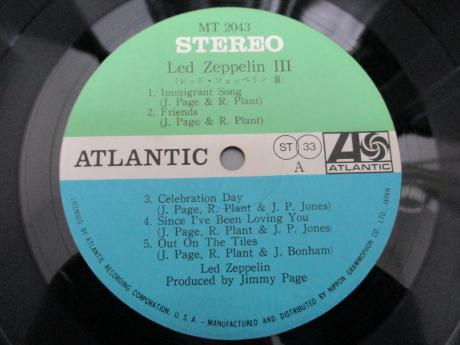 MT 2043
STEREO
Led Zeppelin III
(レッド・ツェッペリン Ⅲ)
1. Immigrant Song
(J. Page & R. Plant)
2. Friends
(J. Page & R. Plant)
ATLANTIC
ST 33
A
ATLANTIC
3. Celebration Day
(J. Page, R. Plant & J. P. Jones)
4. Since I've Been Loving You
(J. Page, R. Plant & J. P. Jones)
5. Out On The Tiles
(J. Page, R. Plant & J. Bonham)
Led Zeppelin
Produced by Jimmy Page
LICENSED BY ATLANTIC RECORDING CORPORATION, U. S. A. — MANUFACTURED AND DISTRIBUTED BY NIPPON GRAMMOPHON CO., LTD. JAPAN